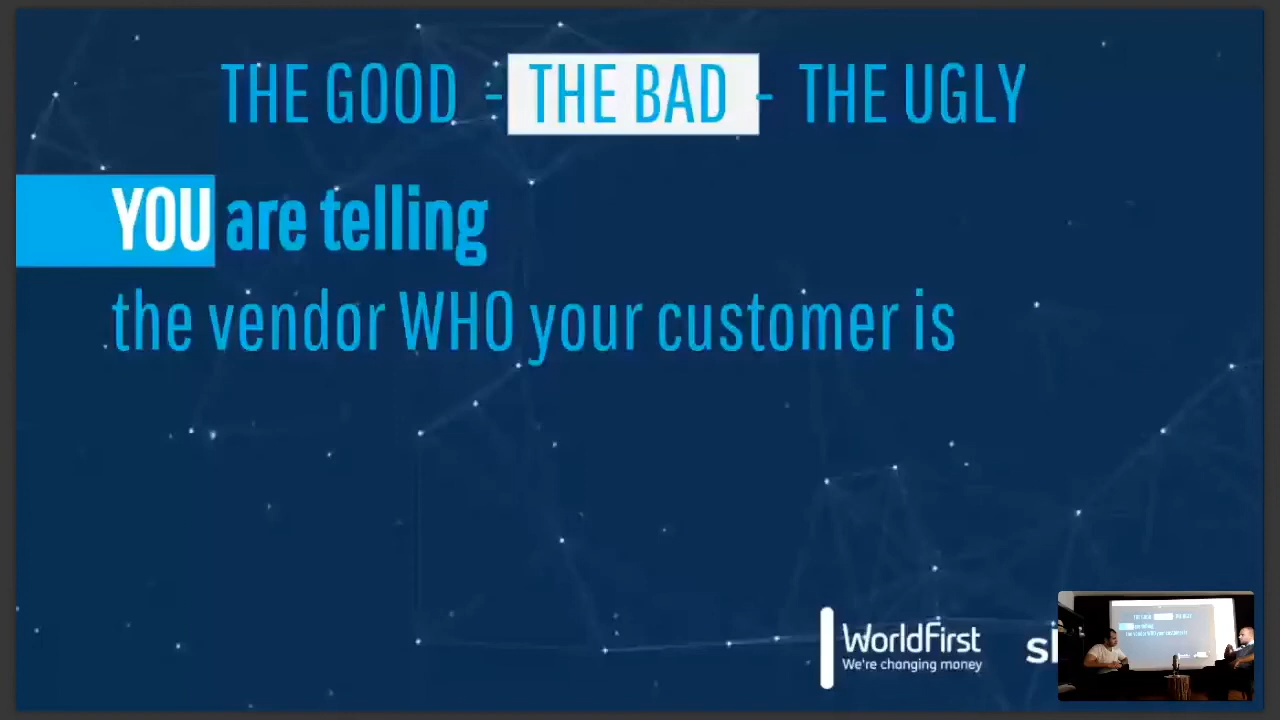 THE GOOD - THE BAD - THE UGLY
YOU are telling
the vendor WHO your customer is
WorldFirst
We're changing money